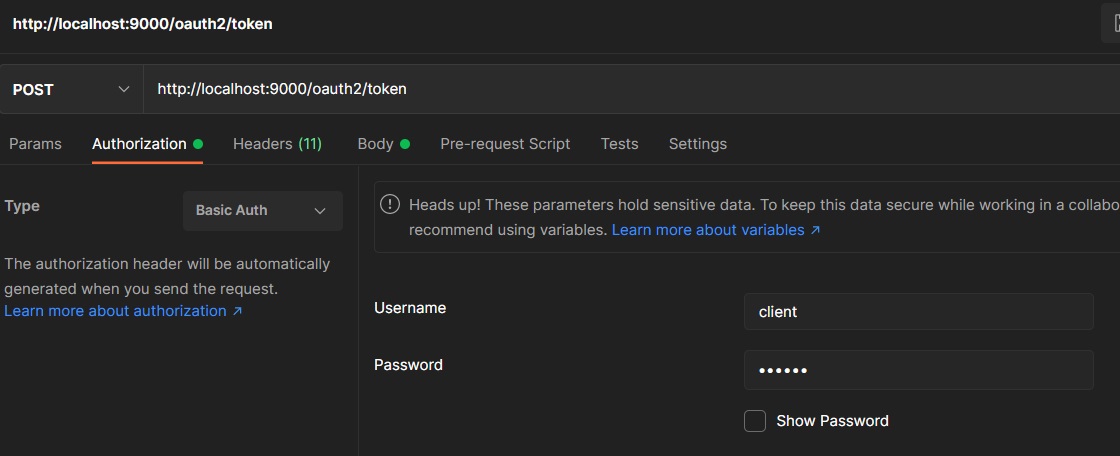 http://localhost:9000/oauth2/token
POST http://localhost:9000/oauth2/token
Params Authorization Headers (11) Body Pre-request Script Tests Settings
Type Basic Auth
The authorization header will be automatically
generated when you send the request.
Learn more about authorization ↗
Heads up! These parameters hold sensitive data. To keep this data secure while working in a collabo
recommend using variables. Learn more about variables ↗
Username client
Password ••••••
Show Password